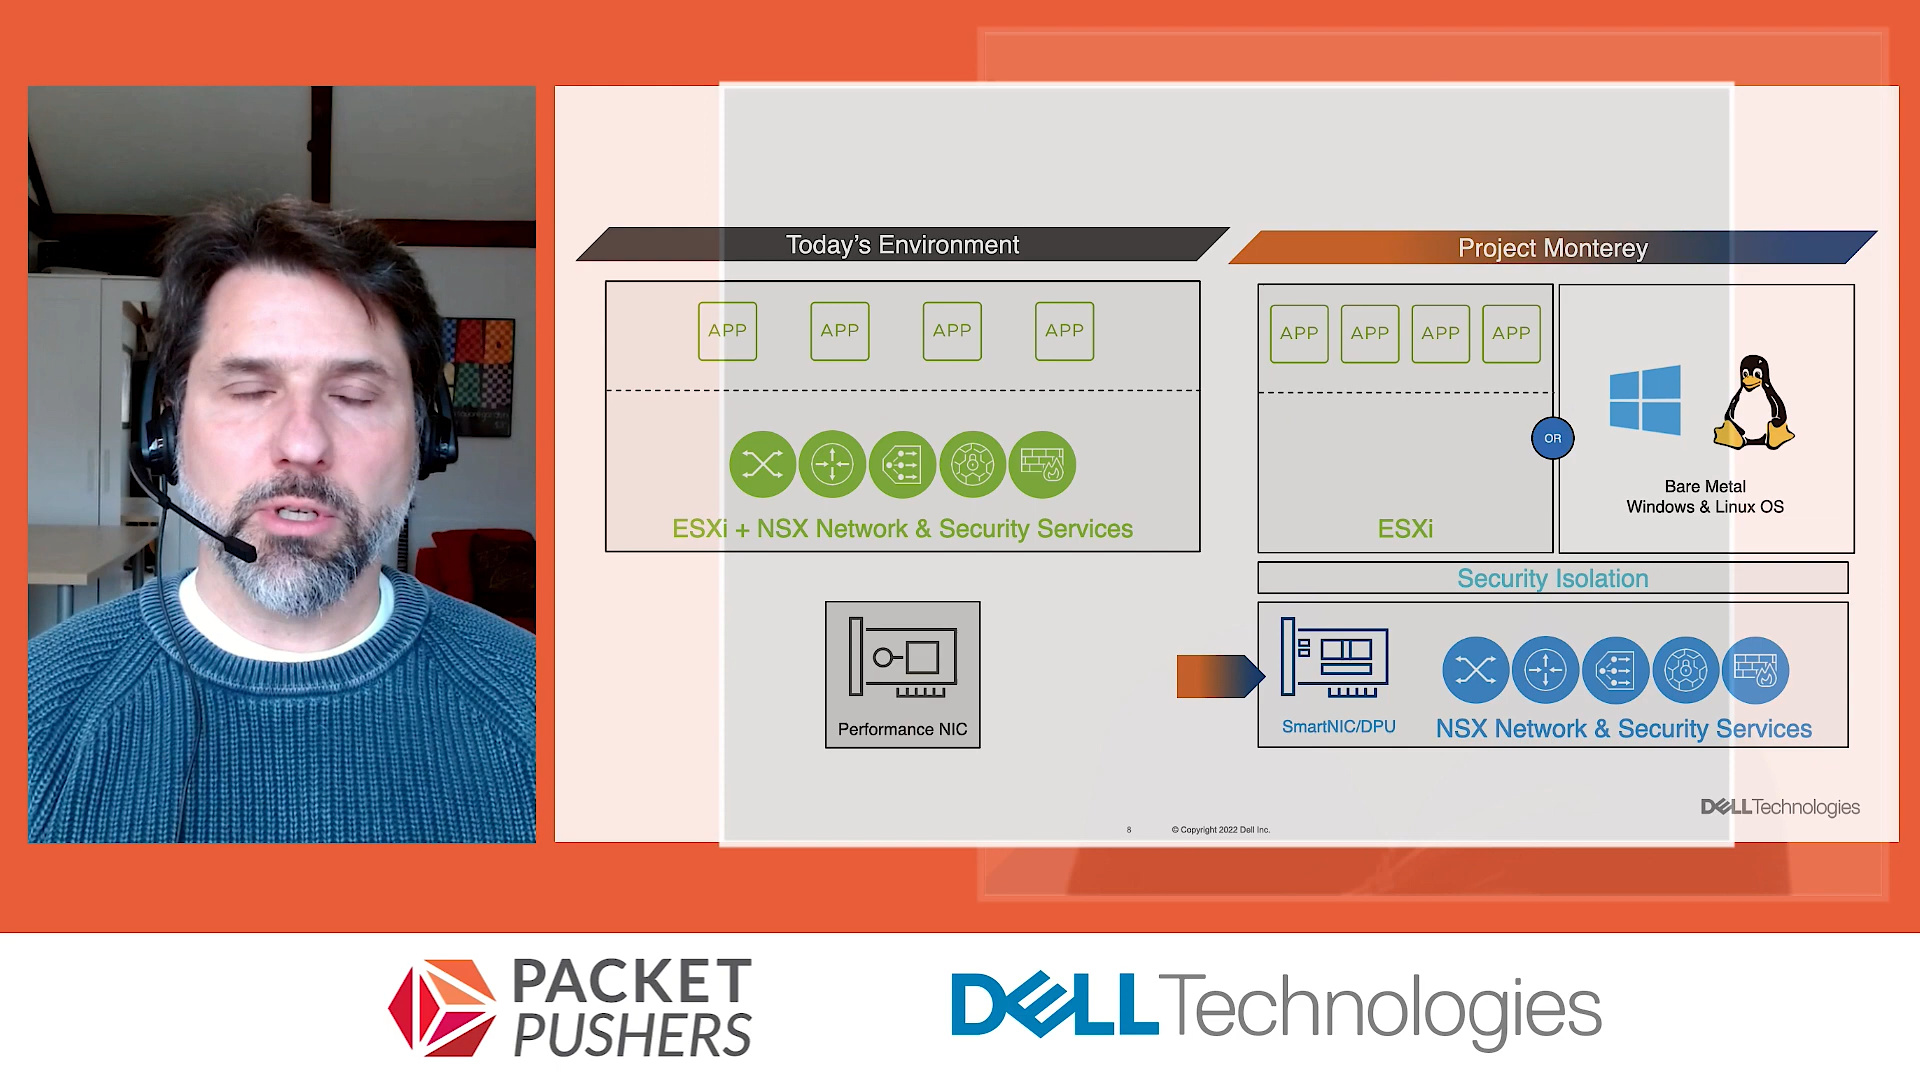 Today's Environment
APP APP APP APP
ESXi + NSX Network & Security Services
Performance NIC
Project Monterey
APP APP APP APP
ESXi
OR
Bare Metal
Windows & Linux OS
Security Isolation
SmartNIC/DPU
NSX Network & Security Services
DELLTechnologies
8 © Copyright 2022 Dell Inc.
PACKET
PUSHERS
DELLTechnologies